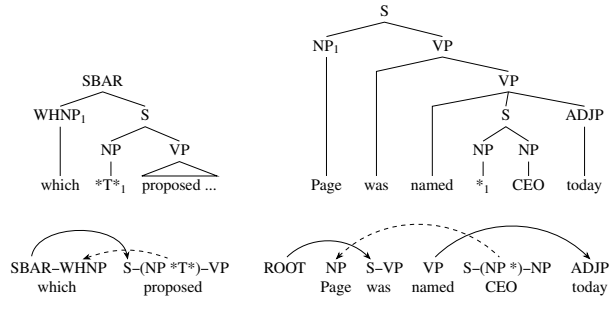 S
NP₁ VP
SBAR VP
WHNP₁ S S ADJP
NP VP NP NP
which *T*₁ proposed ... Page was named *₁ CEO today
SBAR–WHNP S–(NP *T*)–VP ROOT NP S–VP VP S–(NP *)–NP ADJP
which proposed Page was named CEO today